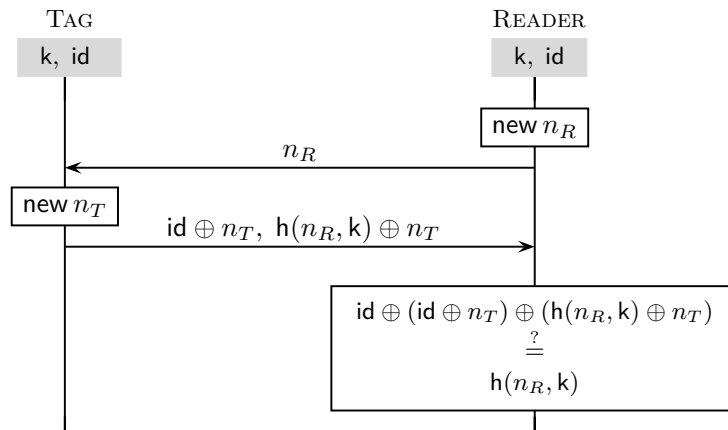 TAG READER
k, id k, id
new n_R
n_R
new n_T
id ⊕ n_T, h(n_R, k) ⊕ n_T
id ⊕ (id ⊕ n_T) ⊕ (h(n_R, k) ⊕ n_T)
?
=
h(n_R, k)